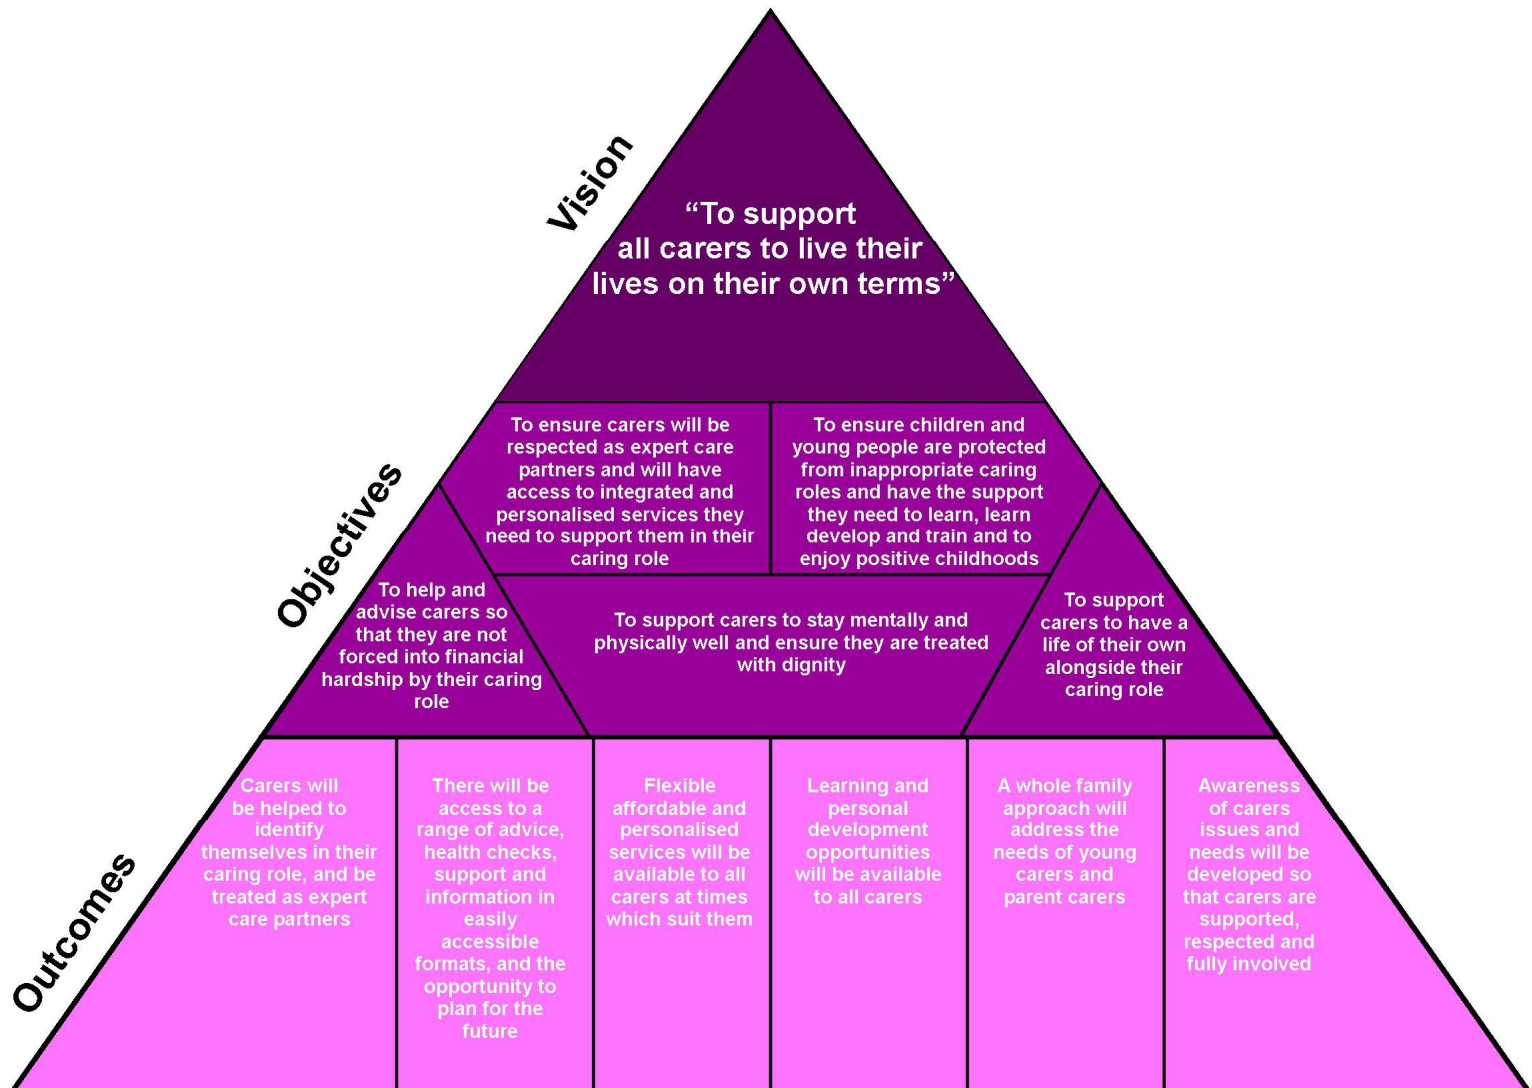 Vision
“To support
all carers to live their
lives on their own terms”
Objectives
To ensure carers will be
respected as expert care
partners and will have
access to integrated and
personalised services they
need to support them in their
caring role
To ensure children and
young people are protected
from inappropriate caring
roles and have the support
they need to learn, learn
develop and train and to
enjoy positive childhoods
To help and
advise carers so
that they are not
forced into financial
hardship by their caring
role
To support carers to stay mentally and
physically well and ensure they are treated
with dignity
To support
carers to have a
life of their own
alongside their
caring role
Outcomes
Carers will
be helped to
identify
themselves in their
caring role, and be
treated as expert
care partners
There will be
access to a
range of advice,
health checks,
support and
information in
easily
accessible
formats, and the
opportunity to
plan for the
future
Flexible
affordable and
personalised
services will be
available to all
carers at times
which suit them
Learning and
personal
development
opportunities
will be available
to all carers
A whole family
approach will
address the
needs of young
carers and
parent carers
Awareness
of carers
issues and
needs will be
developed so
that carers are
supported,
respected and
fully involved